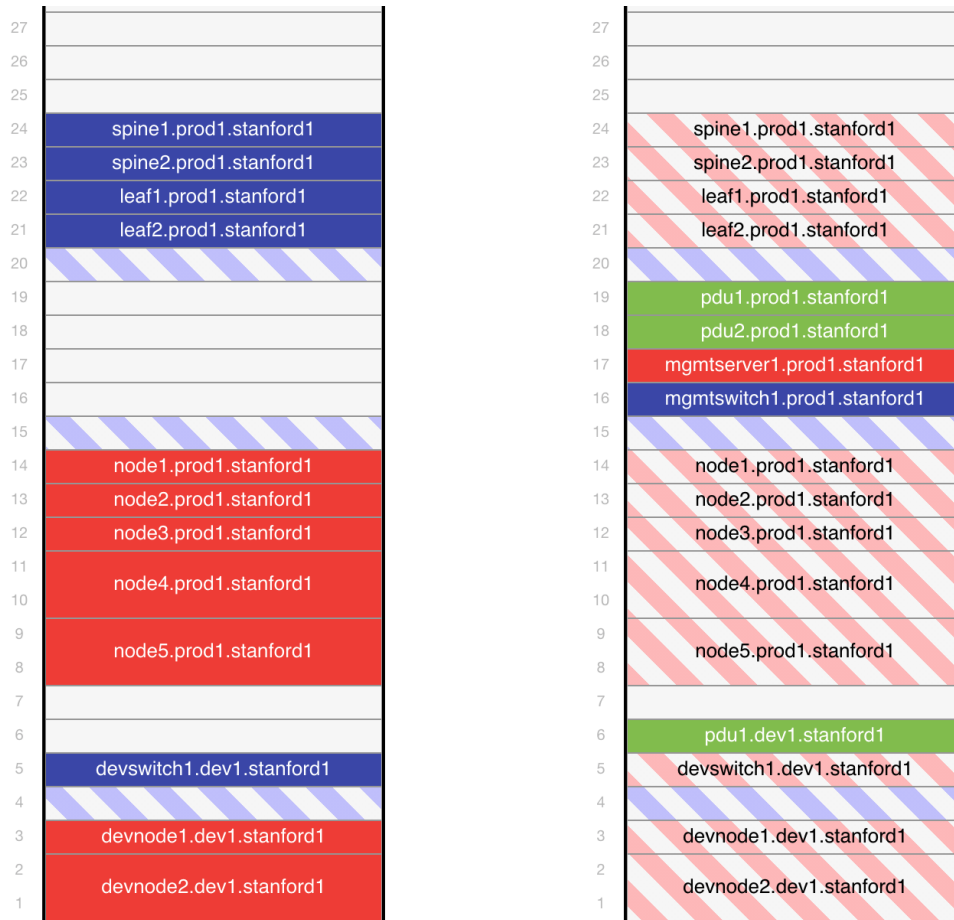 27
26
25
24 spine1.prod1.stanford1
23 spine2.prod1.stanford1
22 leaf1.prod1.stanford1
21 leaf2.prod1.stanford1
20
19
18
17
16
15
14 node1.prod1.stanford1
13 node2.prod1.stanford1
12 node3.prod1.stanford1
11
node4.prod1.stanford1
10
9
node5.prod1.stanford1
8
7
6
5 devswitch1.dev1.stanford1
4
3 devnode1.dev1.stanford1
2
devnode2.dev1.stanford1
1
27
26
25
24 spine1.prod1.stanford1
23 spine2.prod1.stanford1
22 leaf1.prod1.stanford1
21 leaf2.prod1.stanford1
20
19 pdu1.prod1.stanford1
18 pdu2.prod1.stanford1
17 mgmtserver1.prod1.stanford1
16 mgmtswitch1.prod1.stanford1
15
14 node1.prod1.stanford1
13 node2.prod1.stanford1
12 node3.prod1.stanford1
11
node4.prod1.stanford1
10
9
node5.prod1.stanford1
8
7
6 pdu1.dev1.stanford1
5 devswitch1.dev1.stanford1
4
3 devnode1.dev1.stanford1
2
devnode2.dev1.stanford1
1